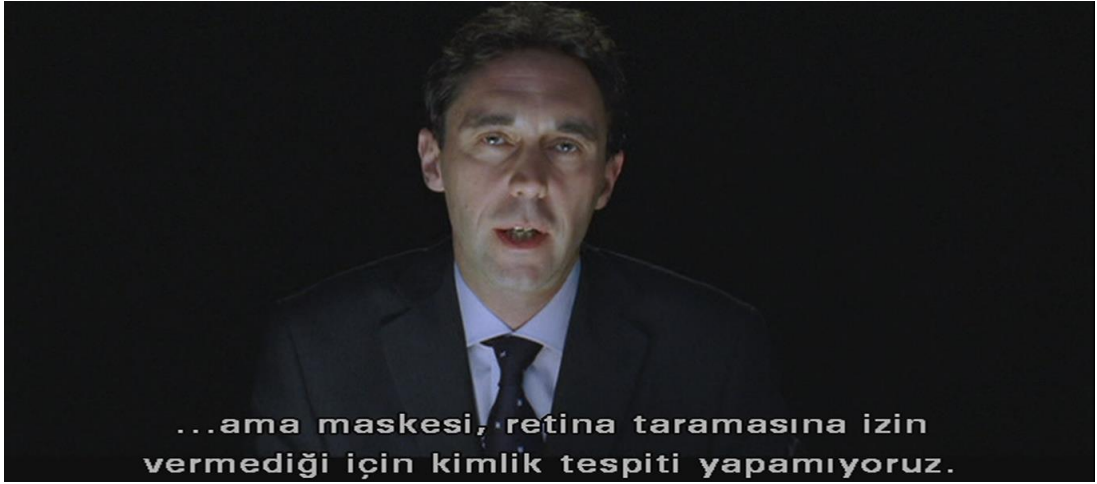 ...ama maskesi, retina taramasına izin
vermediği için kimlik tespiti yapamıyoruz.